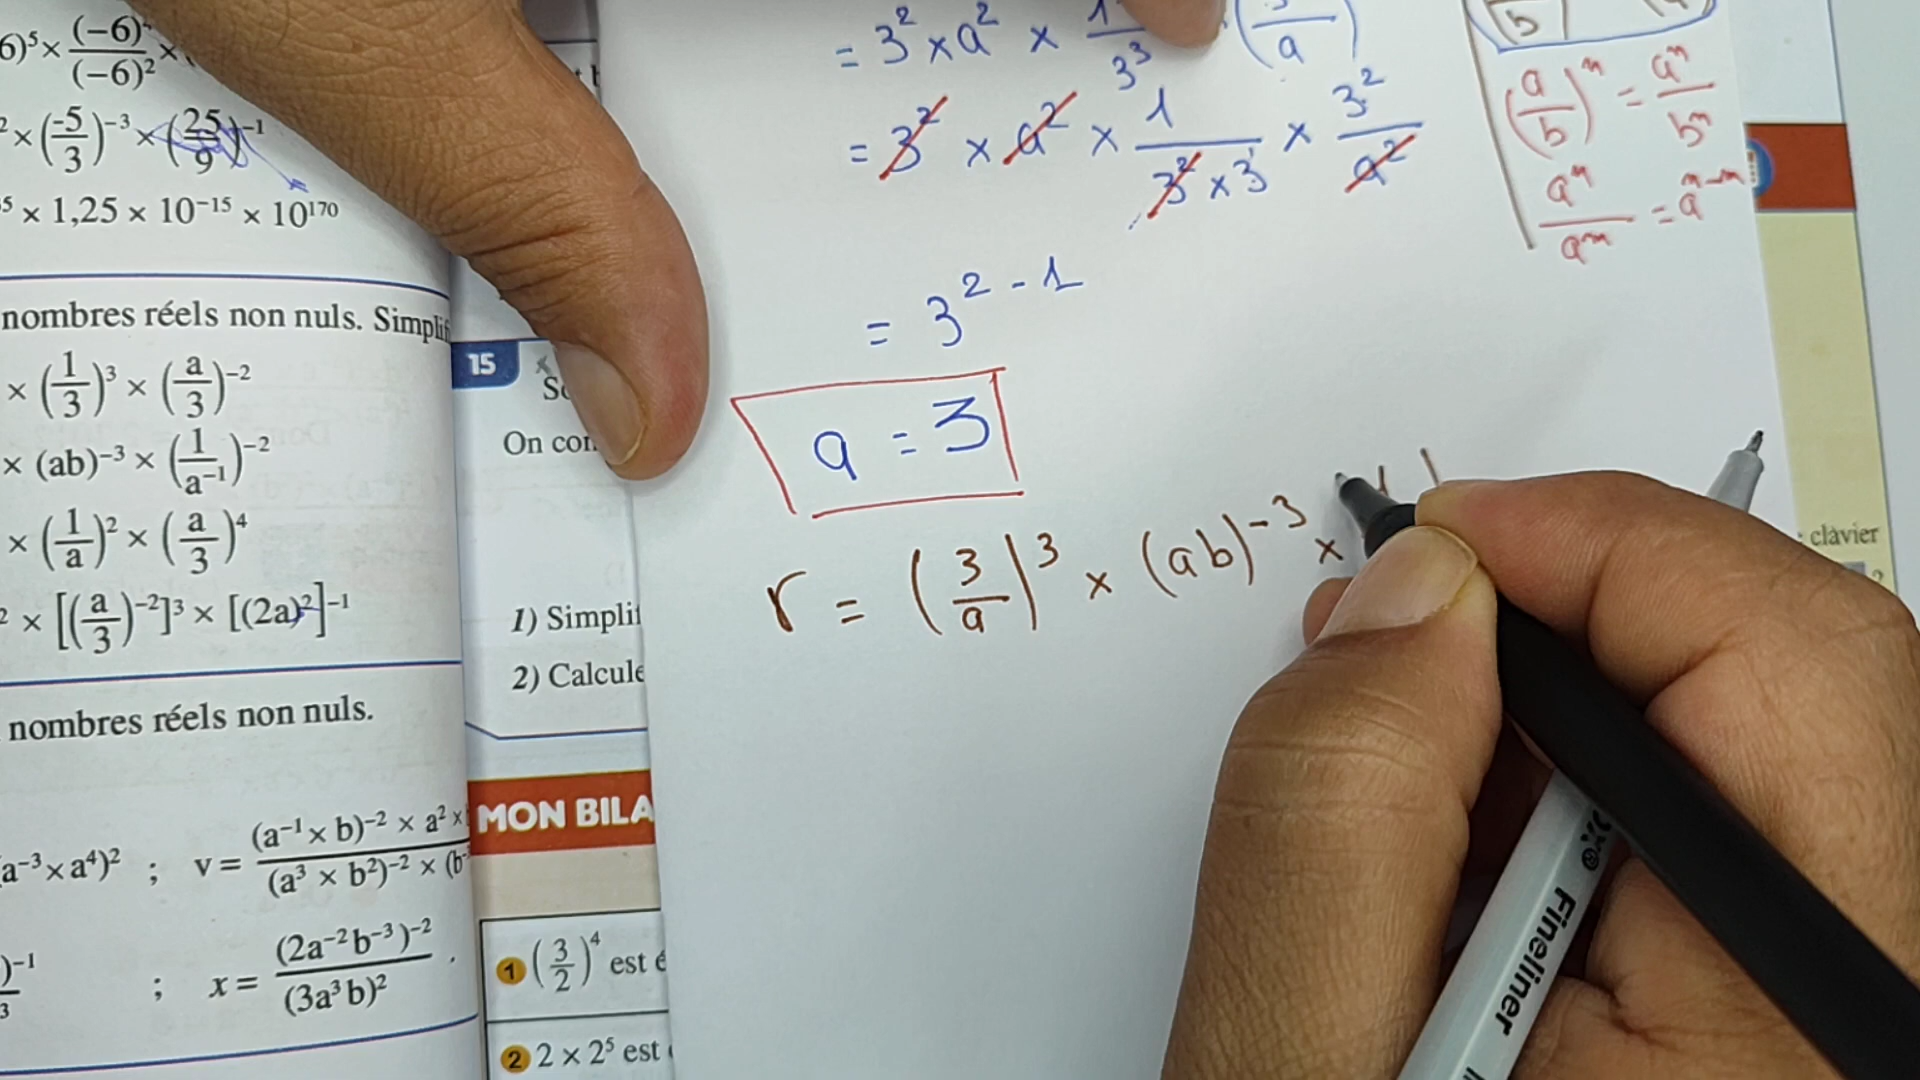 6)⁵ × (−6)⁴/(−6)² ×
² × (−5/3)⁻³ × (25/9)⁻¹
⁵ × 1,25 × 10⁻¹⁵ × 10¹⁷⁰
nombres réels non nuls. Simplif
× (1/3)³ × (a/3)⁻²
× (ab)⁻³ × (1/a⁻¹)⁻²
× (1/a)² × (a/3)⁴
² × [(a/3)⁻²]³ × [(2a)²]⁻¹
nombres réels non nuls.
(a⁻³ × a⁴)² ; v = (a⁻¹ × b)⁻² × a² × / (a³ × b²)⁻² × (b⁻
)⁻¹ / 3 ; x = (2a⁻²b⁻³)⁻² / (3a³b)² .
15
On con
1) Simplif
2) Calcule
MON BILA
1 (3/2)⁴ est é
2 2 × 2⁵ est
= 3² × a² × 1/3³
= 3² × a² × 1/(3² × 3¹) × 3²/a²
= 3²⁻¹
q = 3
r = (3/a)³ × (ab)⁻³ ×
(a/b)ⁿ = aⁿ/bⁿ
aⁿ/aᵐ = aⁿ⁻ᵐ
clavier
Fineliner